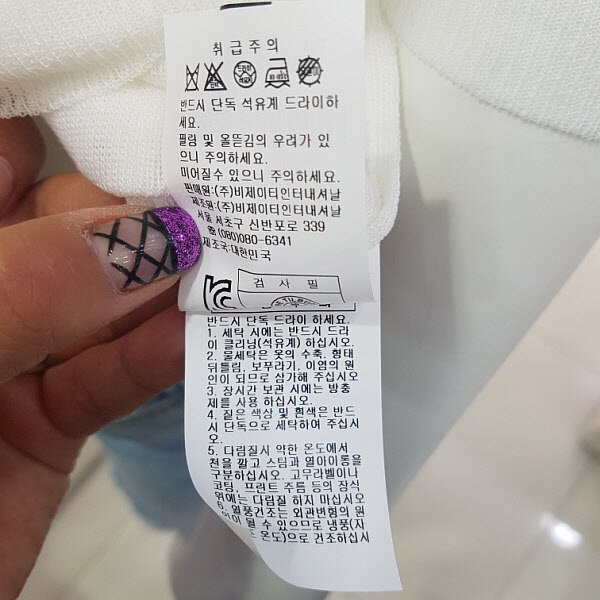 취급주의
반드시 단독 석유계 드라이하
세요.
필링 및 올뜯김의 우려가 있
으니 주의하세요.
미어질수 있으니 주의하세요.
판매원:(주)비제이티인터내셔날
제조원:(주)비제이티인터내셔날
서울 서초구 신반포로 339
☎(080)080-6341
제조국:대한민국
검사필
반드시 단독 드라이 하세요.
1. 세탁 시에는 반드시 드라
이 클리닝(석유계) 하십시오.
2. 물세탁은 옷의 수축, 형태
뒤틀림, 보푸라기, 이염의 원
인이 되므로 삼가해 주십시오
3. 장시간 보관 시에는 방충
제를 사용 하십시오.
4. 짙은 색상 및 흰색은 반드
시 단독으로 세탁하여 주십시
오.
5. 다림질시 약한 온도에서
천을 깔고 스팀과 열아이롱을
구분하십시오. 고무라벨이나
코팅, 프린트 주름 등의 장식
위에는 다림질 하지 마십시오
6. 열풍건조는 외관변형의 원
이 될 수 있으므로 냉풍(자
온도)으로 건조하십시